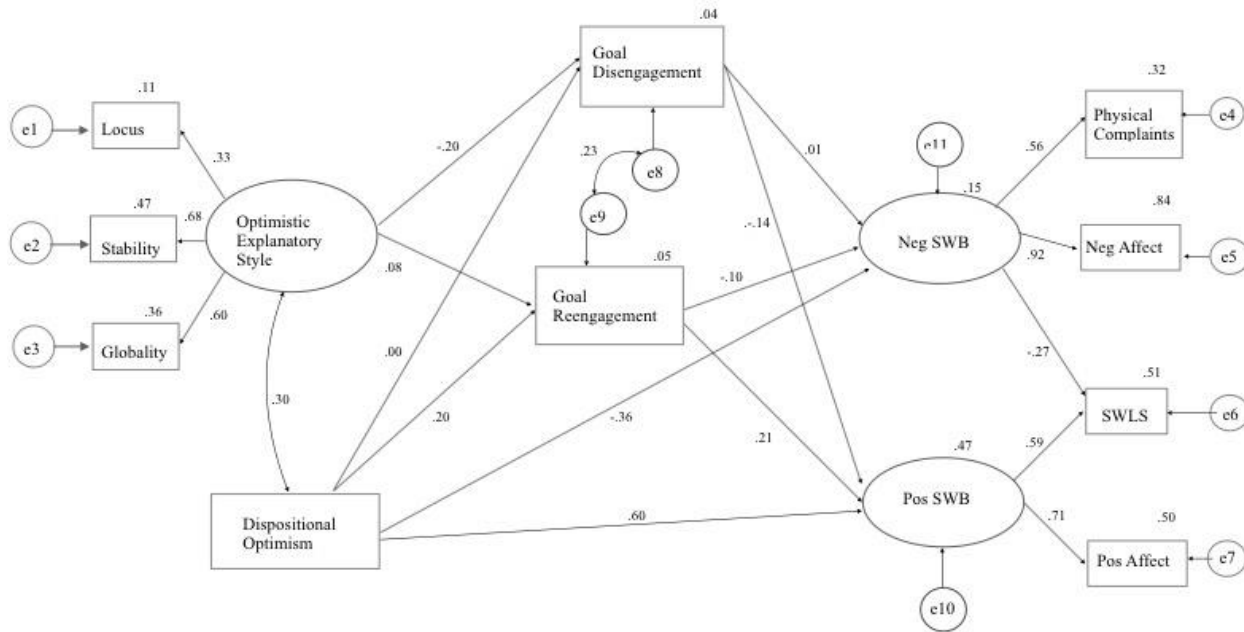 .04
Goal
Disengagement
.11
Locus
e1
.33
-.20
.23
e8
.01
e11
.32
Physical
Complaints
e4
.56
.15
.47
.68
Stability
e2
Optimistic
Explanatory
Style
e9
-.14
Neg SWB
.84
Neg Affect
e5
.92
.08
.05
Goal
Reengagement
-.10
.36
.60
Globality
e3
.00
-.27
.51
SWLS
e6
.30
.20
-.36
.21
.59
.47
Pos SWB
Dispositional
Optimism
.60
.71
.50
Pos Affect
e7
e10